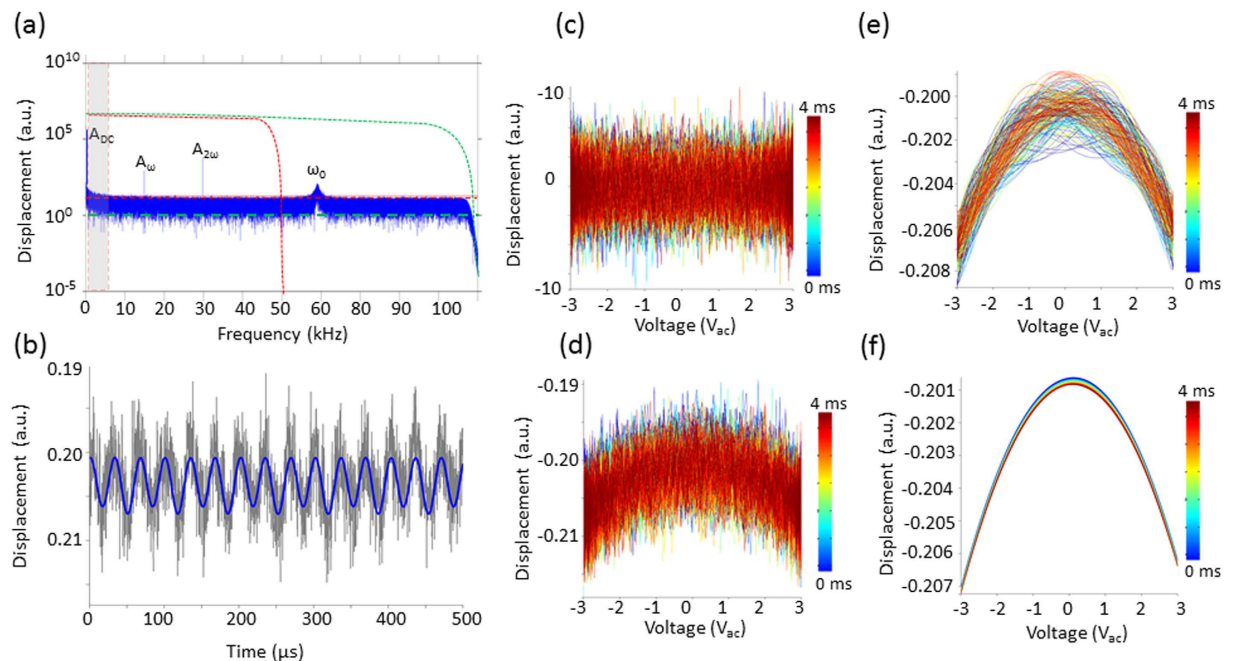 (a)
Displacement (a.u.)
10¹⁰
10⁵
10⁰
10⁻⁵
A_DC
A_ω
A_2ω
ω₀
0 10 20 30 40 50 60 70 80 90 100
Frequency (kHz)
(b)
Displacement (a.u.)
0.19
0.20
0.21
0 100 200 300 400 500
Time (μs)
(c)
Displacement (a.u.)
-10
0
-10
-3 -2 -1 0 1 2 3
Voltage (V_ac)
4 ms
0 ms
(d)
Displacement (a.u.)
-0.19
-0.20
-0.21
-3 -2 -1 0 1 2 3
Voltage (V_ac)
4 ms
0 ms
(e)
Displacement (a.u.)
-0.200
-0.202
-0.204
-0.206
-0.208
-3 -2 -1 0 1 2 3
Voltage (V_ac)
4 ms
0 ms
(f)
Displacement (a.u.)
-0.201
-0.202
-0.203
-0.204
-0.205
-0.206
-0.207
-3 -2 -1 0 1 2 3
Voltage (V_ac)
4 ms
0 ms